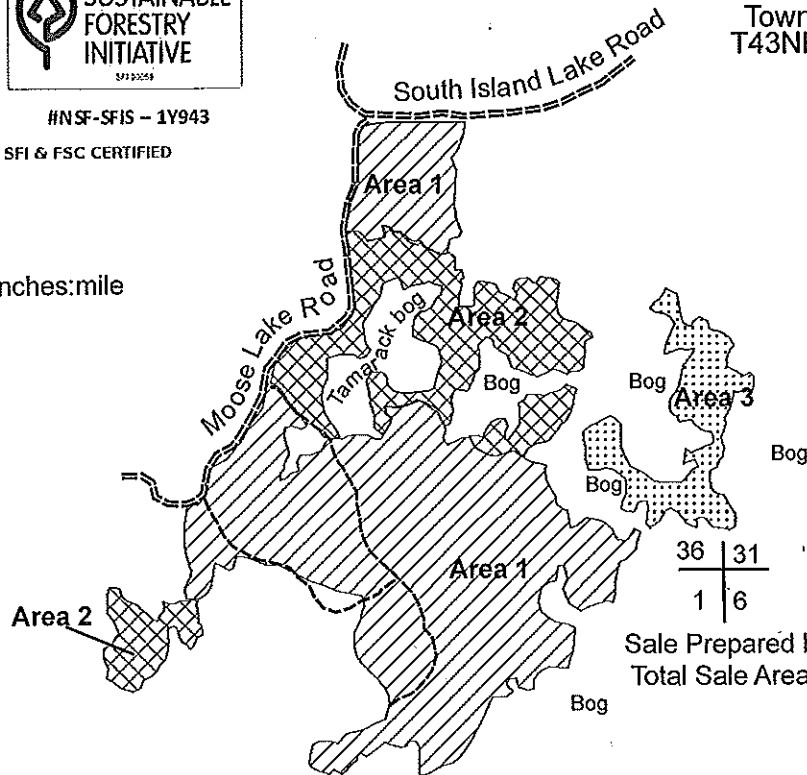 SUSTAINABLE
FORESTRY
INITIATIVE
#NSF-SFIS – 1Y943
SFI & FSC CERTIFIED
Town
T43N
South Island Lake Road
Area 1
nches:mile
Moose Lake Road
Tamarack bog
Area 2
Bog
Bog
Area 3
Bog
Bog
Area 1
36 31
1 6
Area 2
Sale Prepared
Total Sale Area
Bog